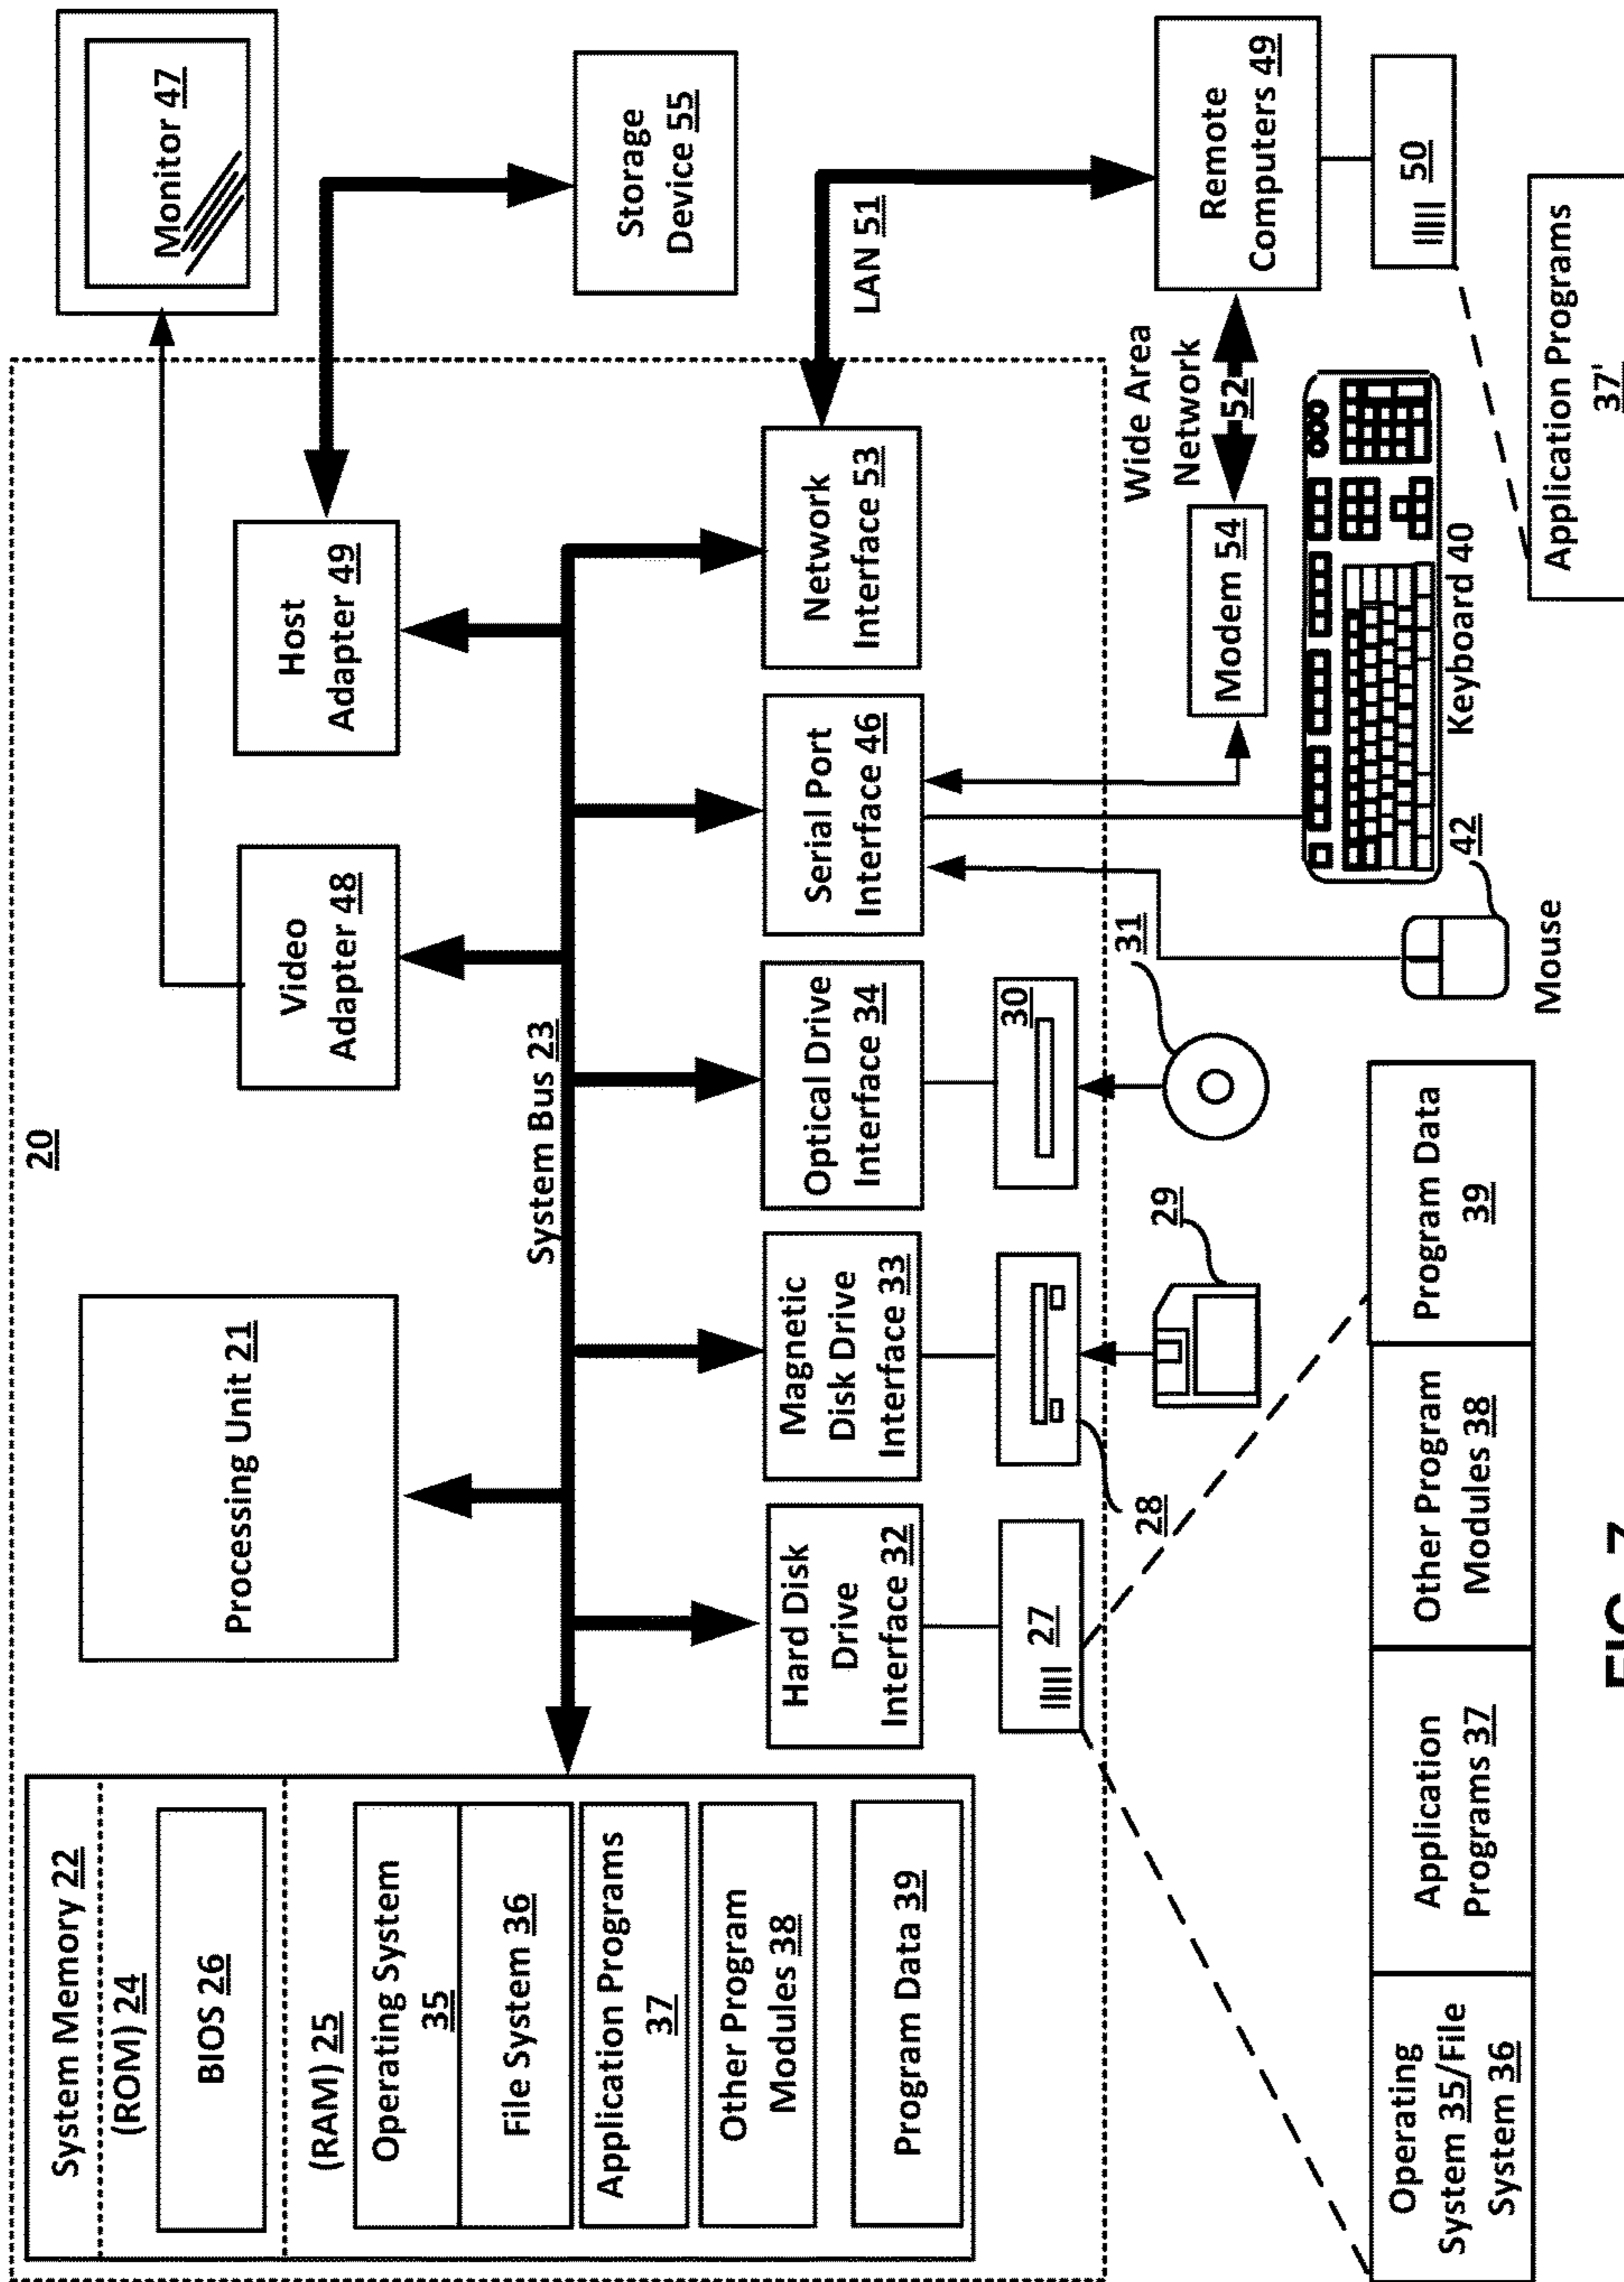 20
System Memory 22
(ROM) 24
BIOS 26
(RAM) 25
Operating System
35
File System 36
Application Programs
37
Other Program
Modules 38
Program Data 39
Processing Unit 21
Video
Adapter 48
Host
Adapter 49
Monitor 47
System Bus 23
Storage
Device 55
Hard Disk
Drive
Interface 32
Magnetic
Disk Drive
Interface 33
Optical Drive
Interface 34
Serial Port
Interface 46
Network
Interface 53
LAN 51
27
28
29
30
31
Modem 54
Wide Area
Network
52
Remote
Computers 49
50
Keyboard 40
42
Mouse
Operating
System 35/File
System 36
Application
Programs 37
Other Program
Modules 38
Program Data
39
Application Programs
37'
FIG. 7